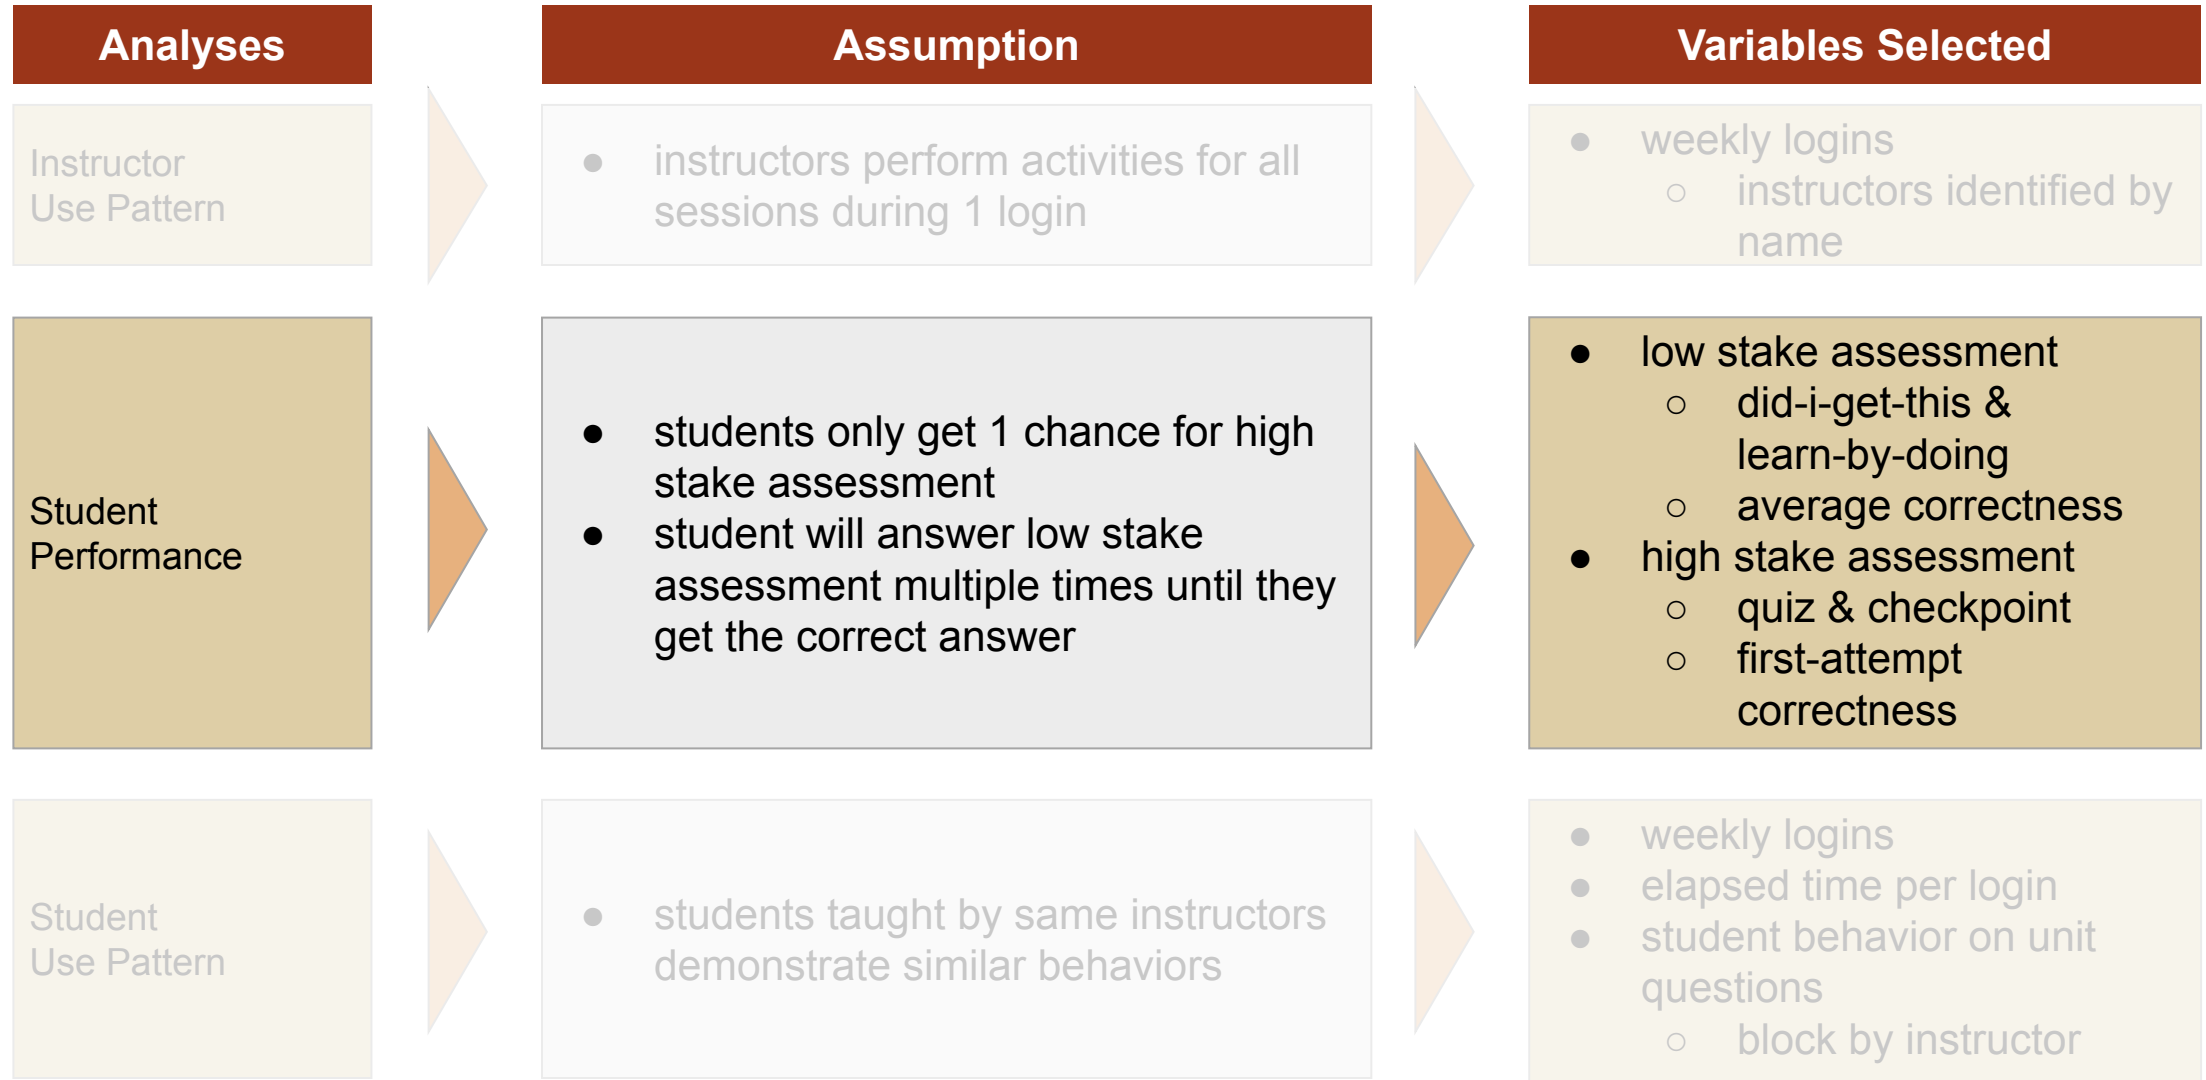 Analyses
Assumption
Variables Selected
Instructor
Use Pattern
● instructors perform activities for all
sessions during 1 login
● weekly logins
○ instructors identified by
name
Student
Performance
● students only get 1 chance for high
stake assessment
● student will answer low stake
assessment multiple times until they
get the correct answer
● low stake assessment
○ did-i-get-this &
learn-by-doing
○ average correctness
● high stake assessment
○ quiz & checkpoint
○ first-attempt
correctness
Student
Use Pattern
● students taught by same instructors
demonstrate similar behaviors
● weekly logins
● elapsed time per login
● student behavior on unit
questions
○ block by instructor